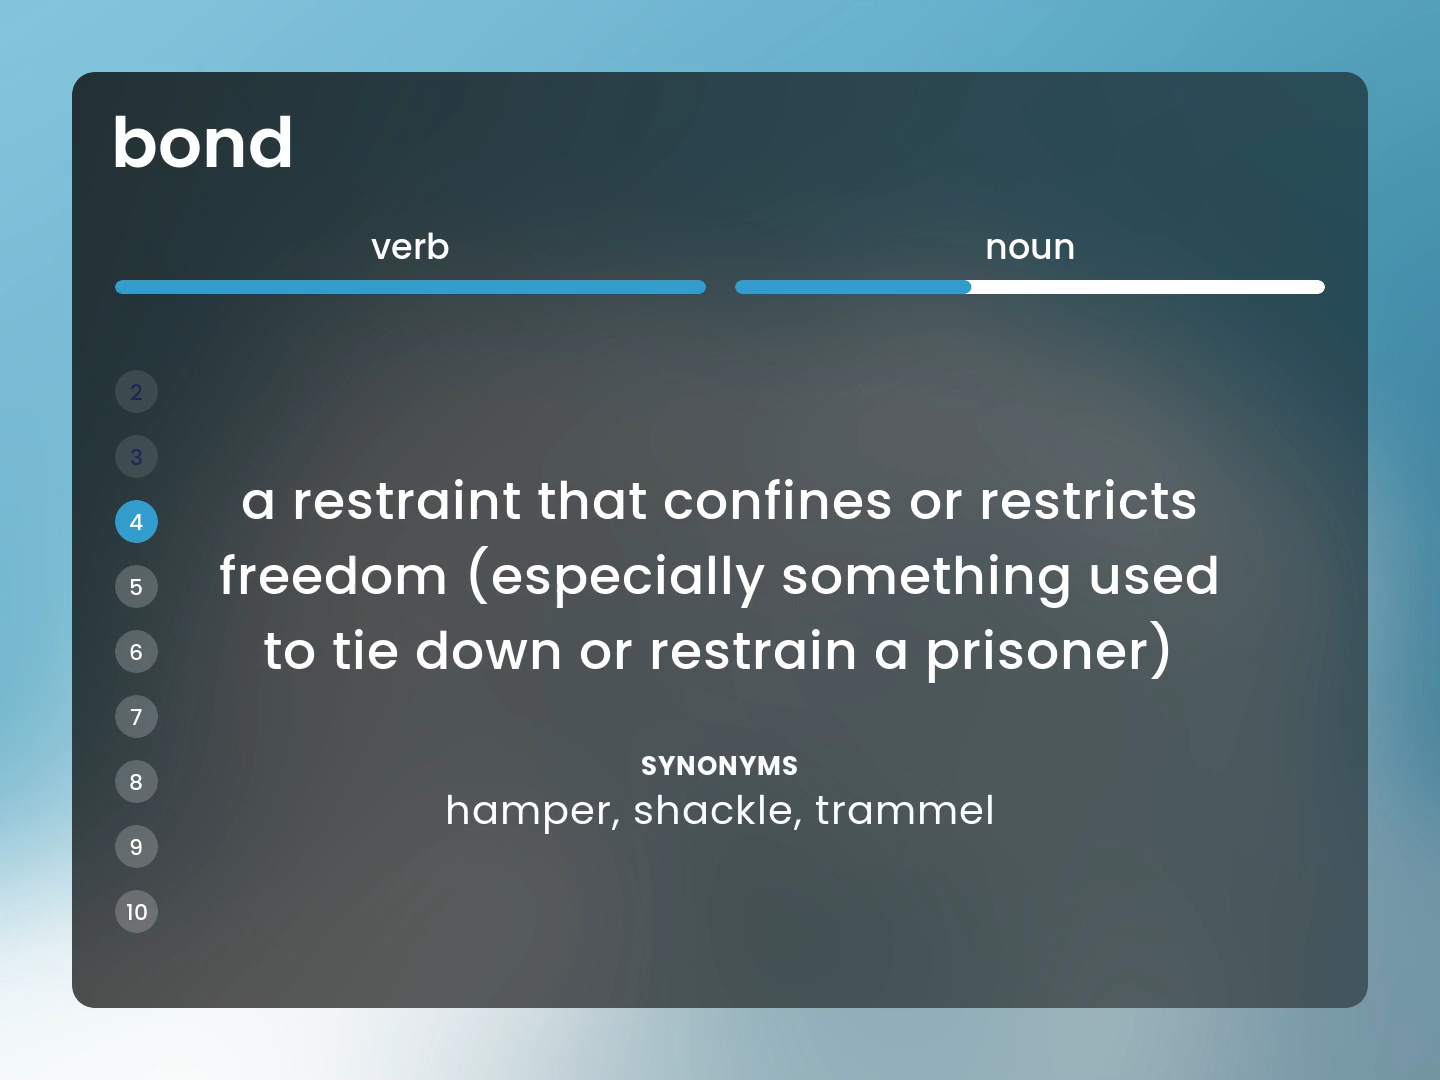 bond
verb
noun
2
3
4
5
6
7
8
9
10
a restraint that confines or restricts
freedom (especially something used
to tie down or restrain a prisoner)
SYNONYMS
hamper, shackle, trammel